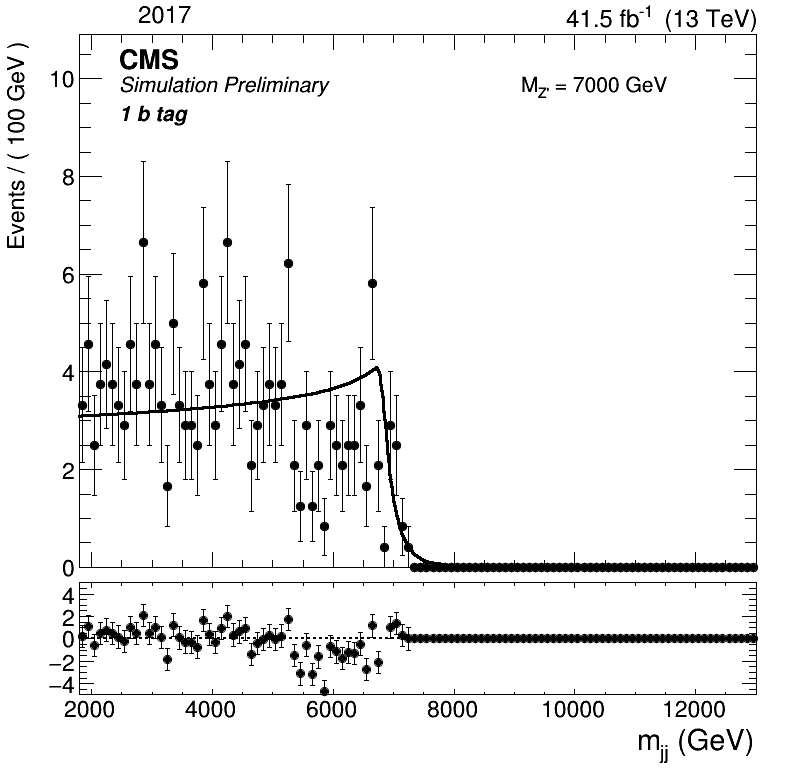 2017 41.5 fb⁻¹ (13 TeV)
CMS
Simulation Preliminary
M_Z' = 7000 GeV
1 b tag
Events / ( 100 GeV )
10
8
6
4
2
0
4
2
0
−2
−4
2000 4000 6000 8000 10000 12000
m_jj (GeV)